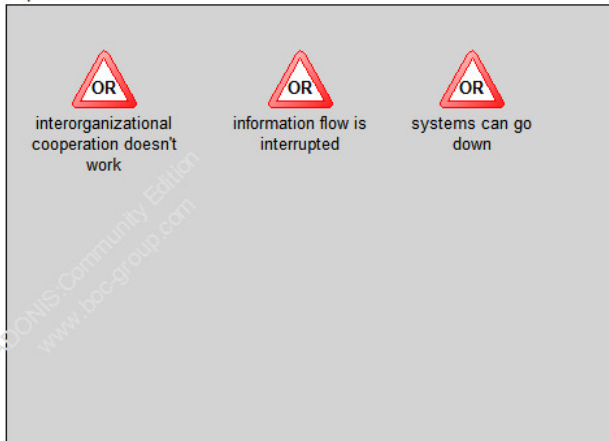 OR
interorganizational
cooperation doesn't
work
OR
information flow is
interrupted
OR
systems can go
down
ADONIS:Community Edition
www.boc-group.com